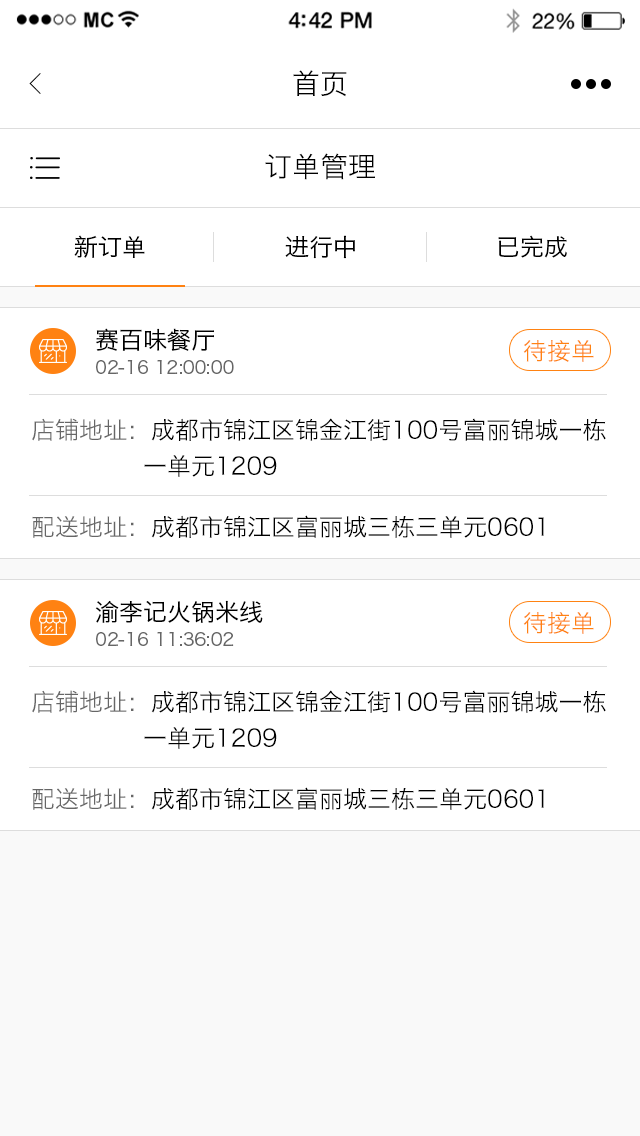 MC 4:42 PM 22%
首页
订单管理
新订单 进行中 已完成
赛百味餐厅 待接单
02-16 12:00:00
店铺地址：成都市锦江区锦金江街100号富丽锦城一栋
一单元1209
配送地址：成都市锦江区富丽城三栋三单元0601
渝李记火锅米线 待接单
02-16 11:36:02
店铺地址：成都市锦江区锦金江街100号富丽锦城一栋
一单元1209
配送地址：成都市锦江区富丽城三栋三单元0601